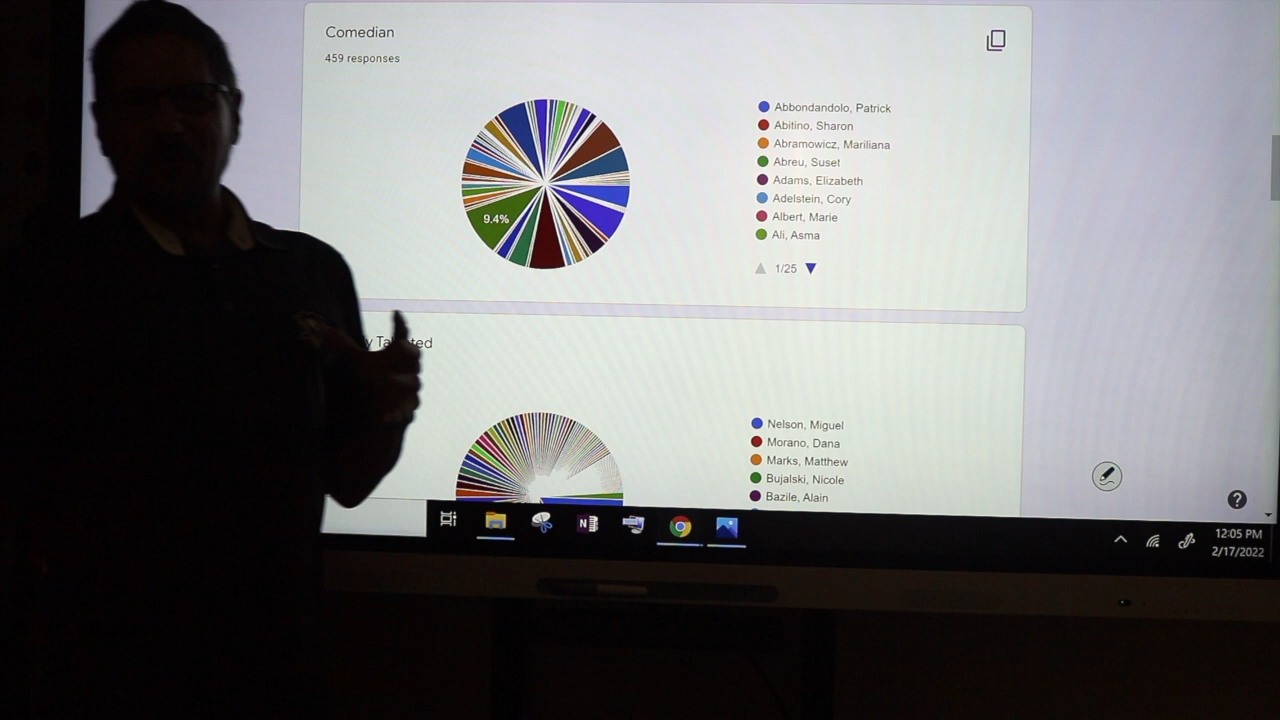 Comedian
459 responses
9.4%
Abbondandolo, Patrick
Abitino, Sharon
Abramowicz, Mariliana
Abreu, Suset
Adams, Elizabeth
Adelstein, Cory
Albert, Marie
Ali, Asma
1/25
Nelson, Miguel
Morano, Dana
Marks, Matthew
Bujalski, Nicole
Bazile, Alain
12:05 PM
2/17/2022